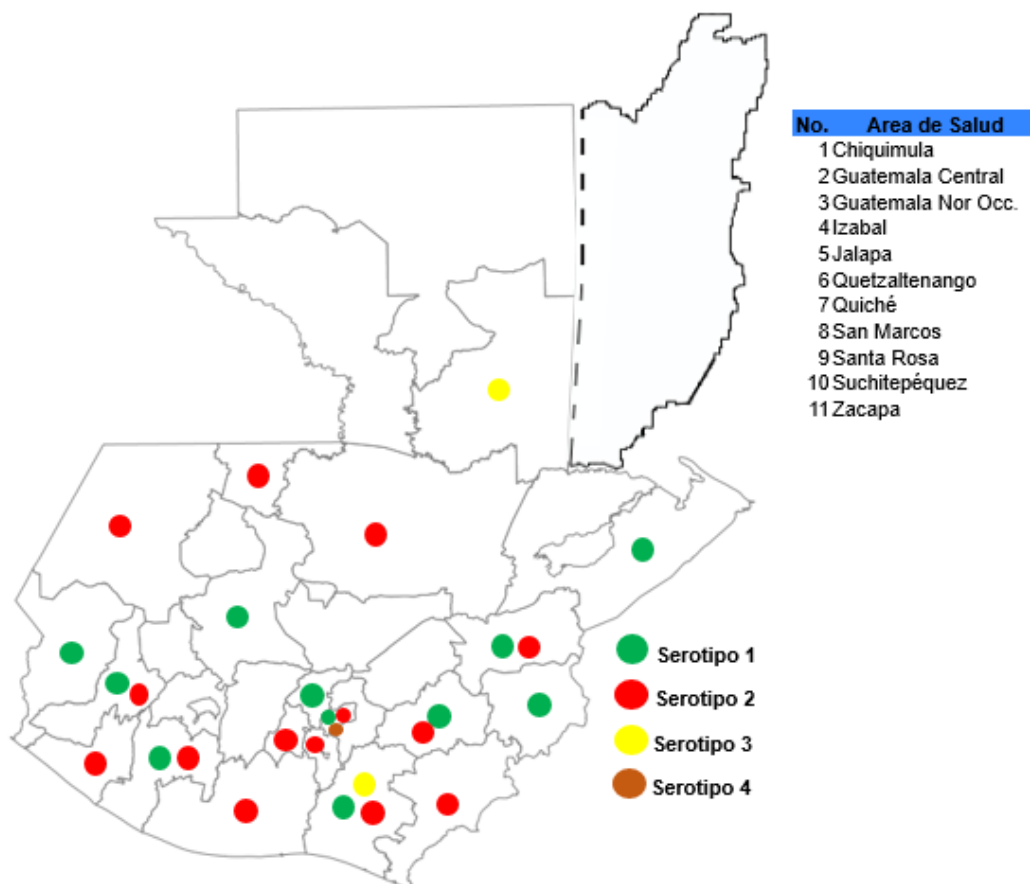 No. Area de Salud
1 Chiquimula
2 Guatemala Central
3 Guatemala Nor Occ.
4 Izabal
5 Jalapa
6 Quetzaltenango
7 Quiché
8 San Marcos
9 Santa Rosa
10 Suchitepéquez
11 Zacapa
Serotipo 1
Serotipo 2
Serotipo 3
Serotipo 4